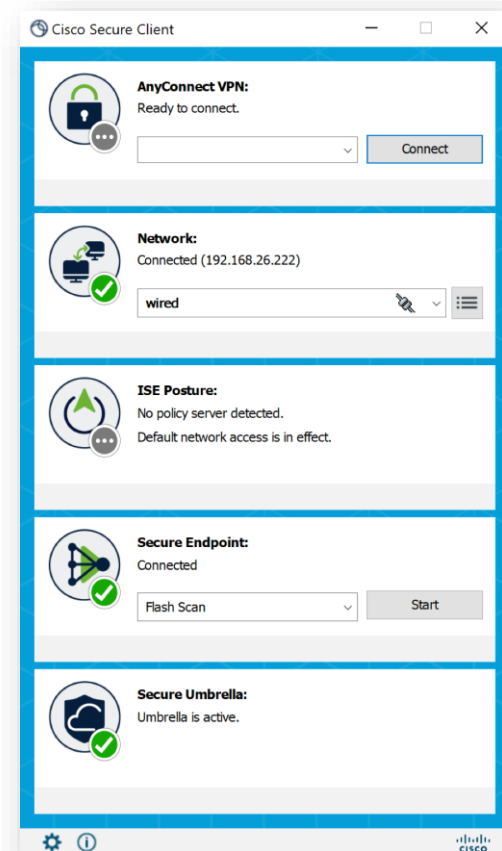 Cisco Secure Client
AnyConnect VPN:
Ready to connect.
Connect
Network:
Connected (192.168.26.222)
wired
ISE Posture:
No policy server detected.
Default network access is in effect.
Secure Endpoint:
Connected
Flash Scan
Start
Secure Umbrella:
Umbrella is active.
CISCO